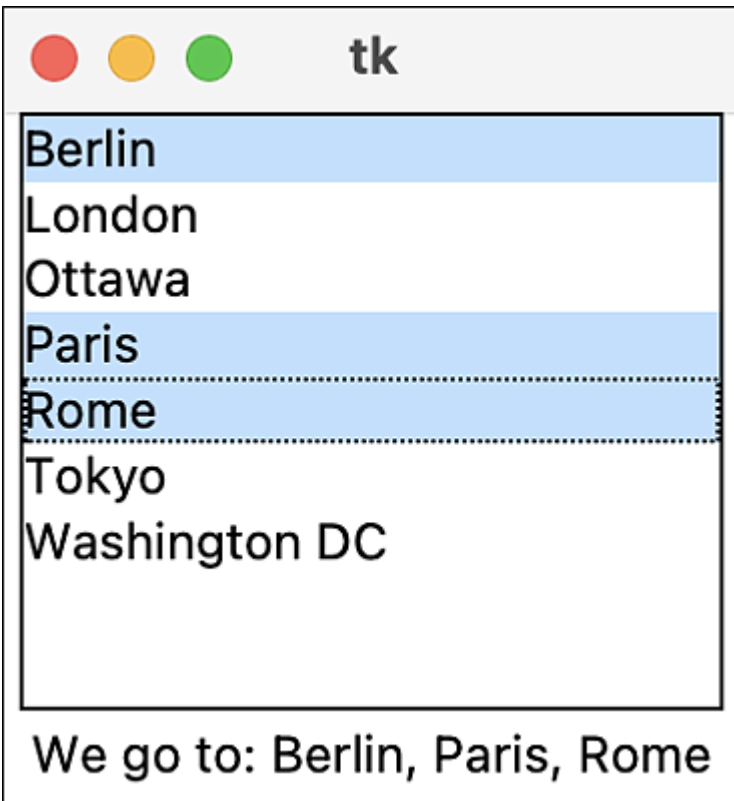 tk
Berlin
London
Ottawa
Paris
Rome
Tokyo
Washington DC
We go to: Berlin, Paris, Rome